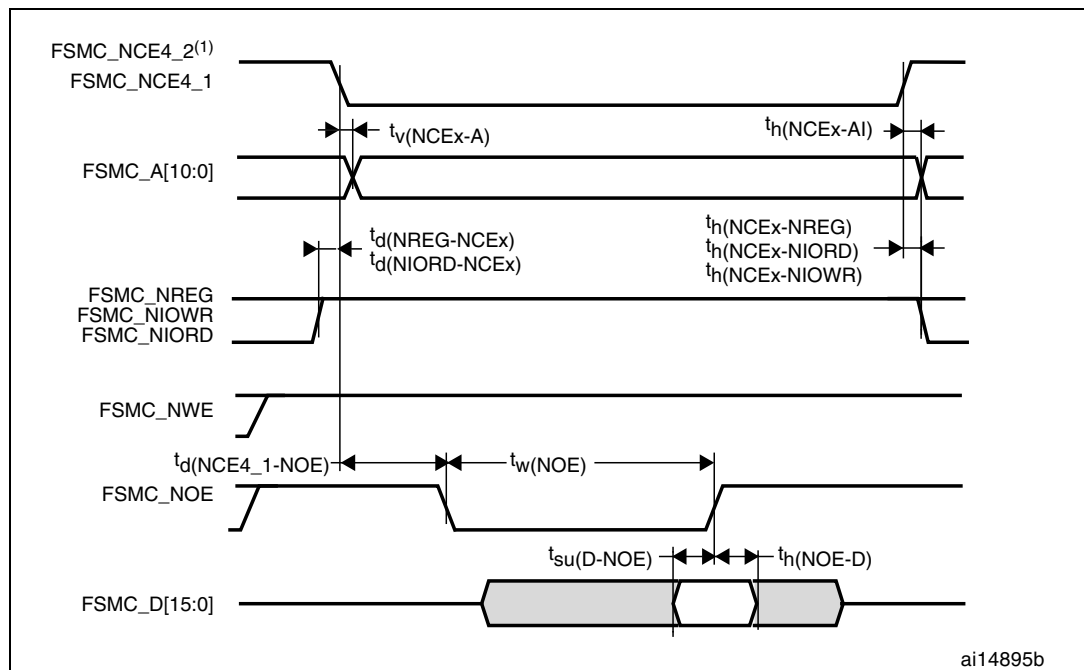 FSMC_NCE4_2(1)
FSMC_NCE4_1
tv(NCEx-A)
th(NCEx-AI)
FSMC_A[10:0]
td(NREG-NCEx)
td(NIORD-NCEx)
th(NCEx-NREG)
th(NCEx-NIORD)
th(NCEx-NIOWR)
FSMC_NREG
FSMC_NIOWR
FSMC_NIORD
FSMC_NWE
td(NCE4_1-NOE)
tw(NOE)
FSMC_NOE
tsu(D-NOE)
th(NOE-D)
FSMC_D[15:0]
ai14895b